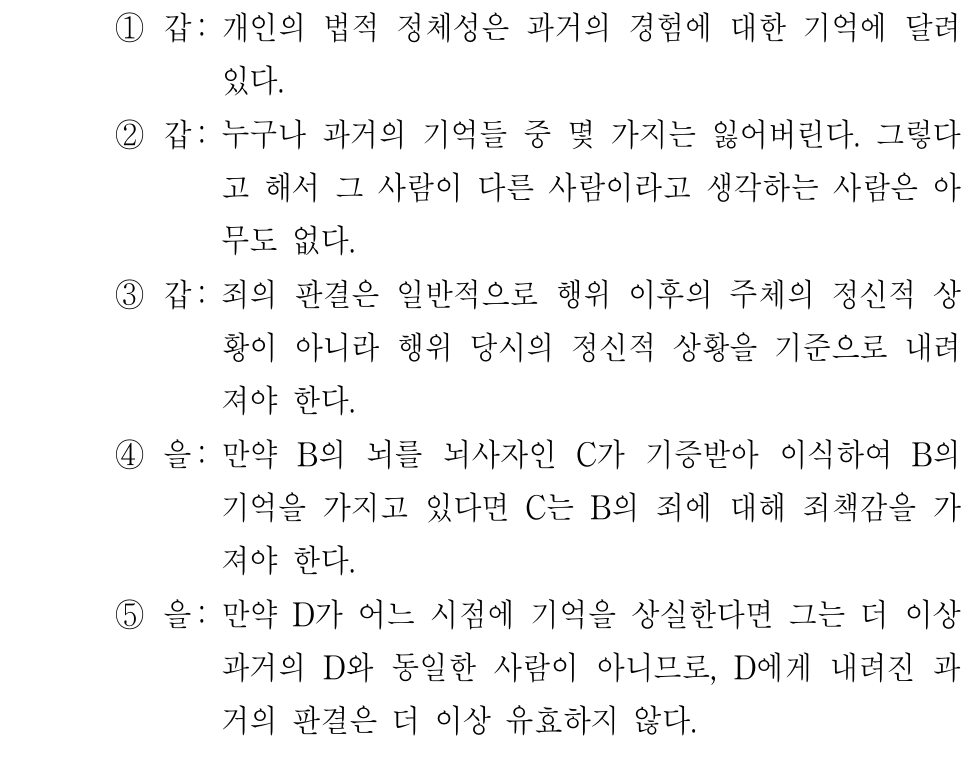 ① 갑: 개인의 법적 정체성은 과거의 경험에 대한 기억에 달려
있다.
② 갑: 누구나 과거의 기억들 중 몇 가지는 잃어버린다. 그렇다
고 해서 그 사람이 다른 사람이라고 생각하는 사람은 아
무도 없다.
③ 갑: 죄의 판결은 일반적으로 행위 이후의 주체의 정신적 상
황이 아니라 행위 당시의 정신적 상황을 기준으로 내려
져야 한다.
④ 을: 만약 B의 뇌를 뇌사자인 C가 기증받아 이식하여 B의
기억을 가지고 있다면 C는 B의 죄에 대해 죄책감을 가
져야 한다.
⑤ 을: 만약 D가 어느 시점에 기억을 상실한다면 그는 더 이상
과거의 D와 동일한 사람이 아니므로, D에게 내려진 과
거의 판결은 더 이상 유효하지 않다.